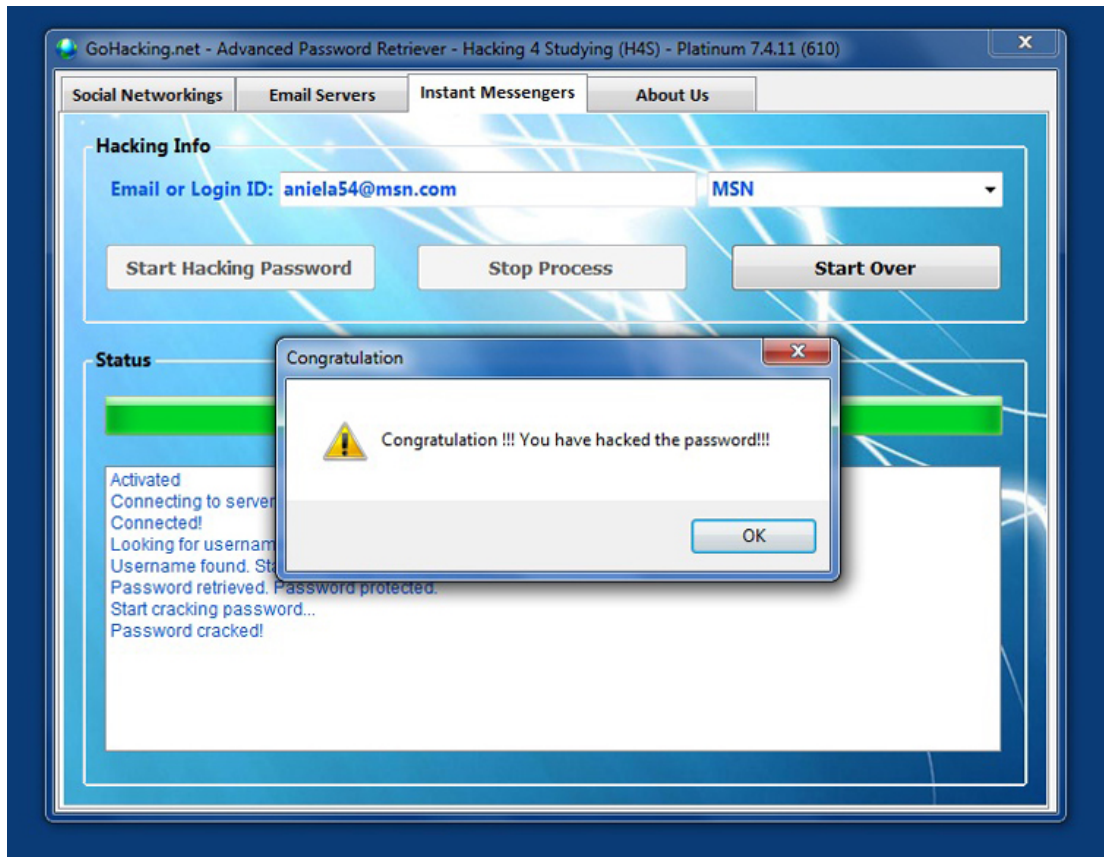 GoHacking.net - Advanced Password Retriever - Hacking 4 Studying (H4S) - Platinum 7.4.11 (610)
Social Networkings Email Servers Instant Messengers About Us
Hacking Info
Email or Login ID: aniela54@msn.com MSN
Start Hacking Password Stop Process Start Over
Status
Congratulation
Congratulation !!! You have hacked the password!!!
OK
Activated
Connecting to server
Connected!
Looking for
Username found.
Password retrieved. Password protected.
Start cracking password...
Password cracked!